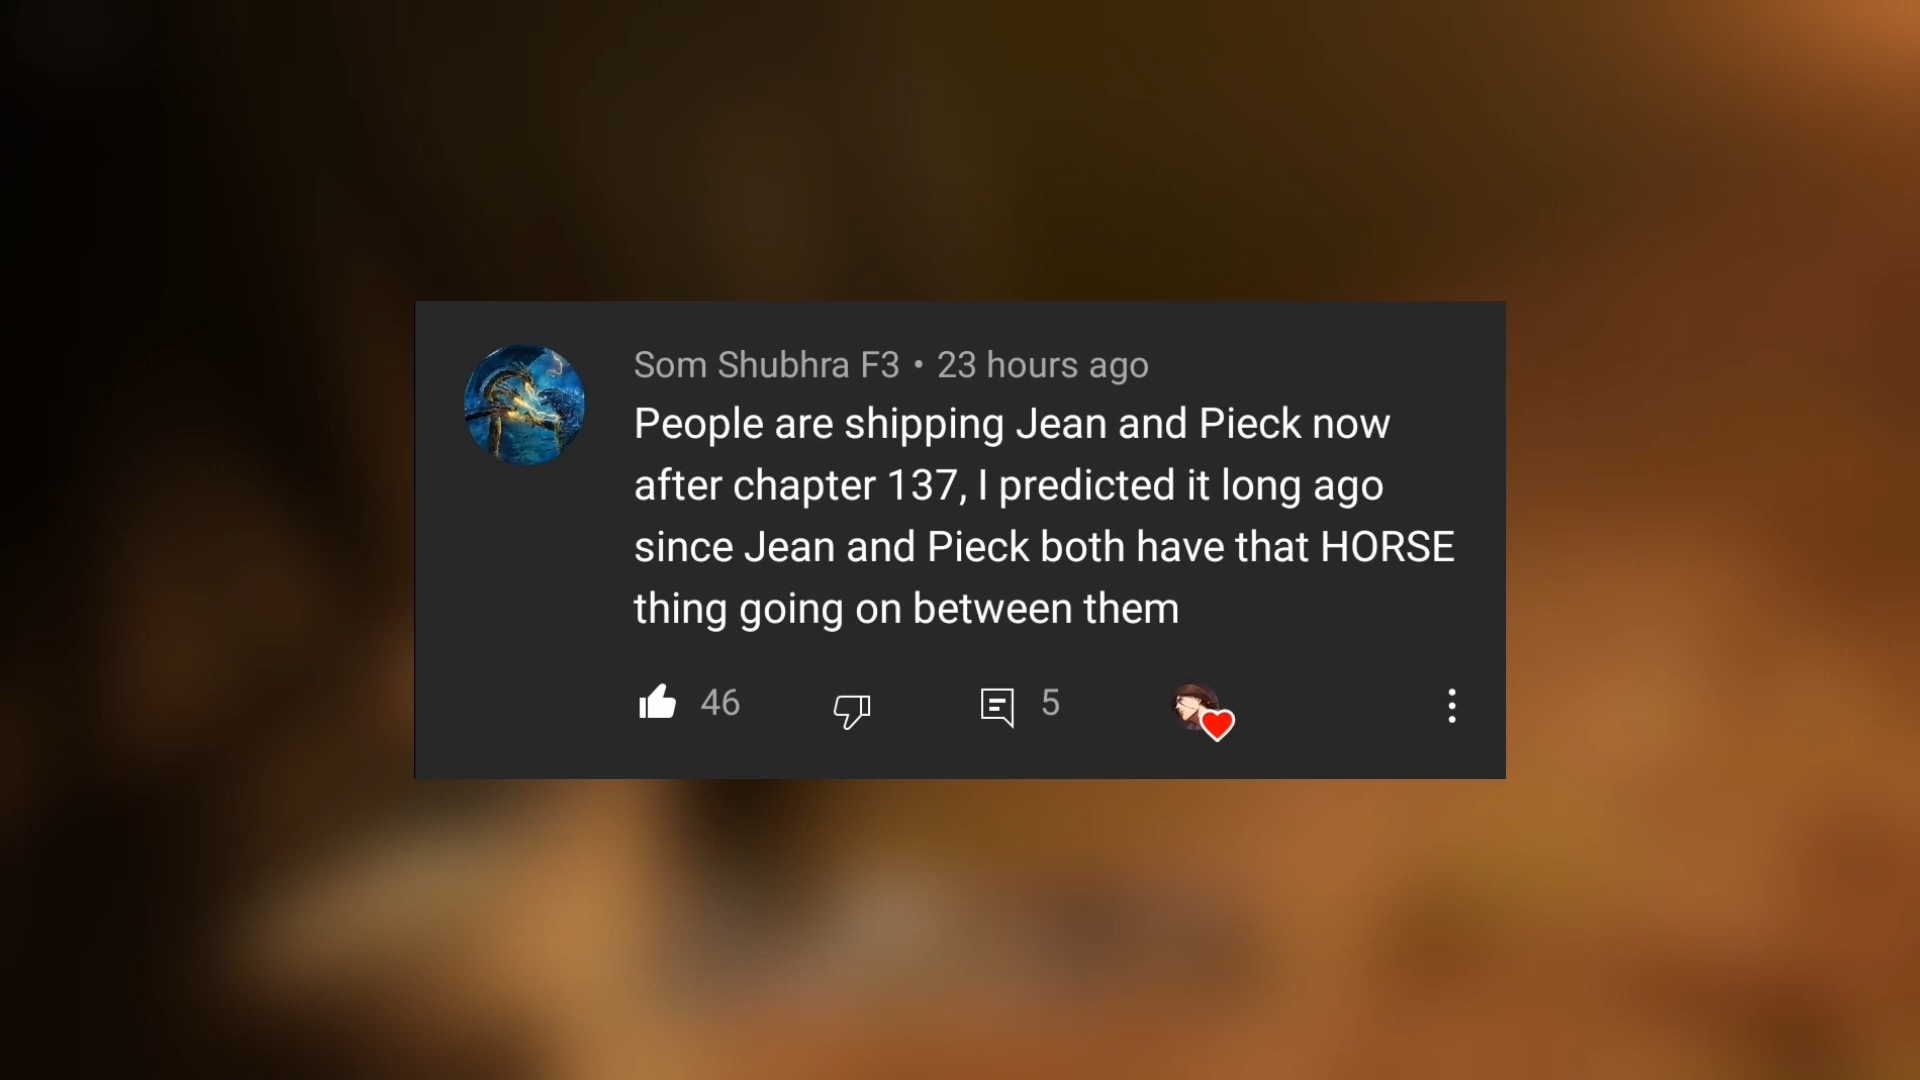 Som Shubhra F3 • 23 hours ago
People are shipping Jean and Pieck now
after chapter 137, I predicted it long ago
since Jean and Pieck both have that HORSE
thing going on between them
46
5